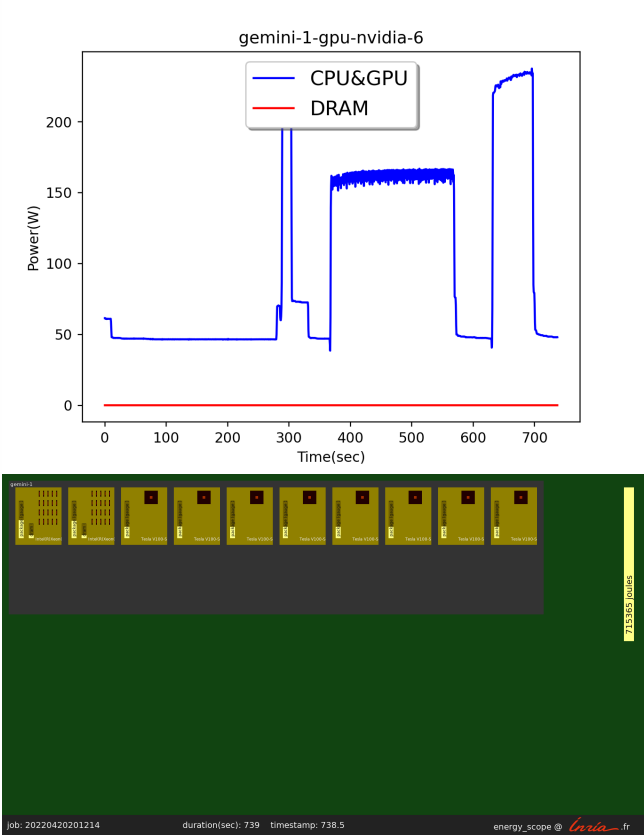 gemini-1-gpu-nvidia-6
CPU&GPU
DRAM
200
150
100
50
0
Power(W)
0 100 200 300 400 500 600 700
Time(sec)
gemini-1
Tesla V100-S Tesla V100-S Tesla V100-S Tesla V100-S Tesla V100-S Tesla V100-S Tesla V100-S Tesla V100-S
715365 joules
job: 20220420201214 duration(sec): 739 timestamp: 738.5 energy_scope @ Inria .fr